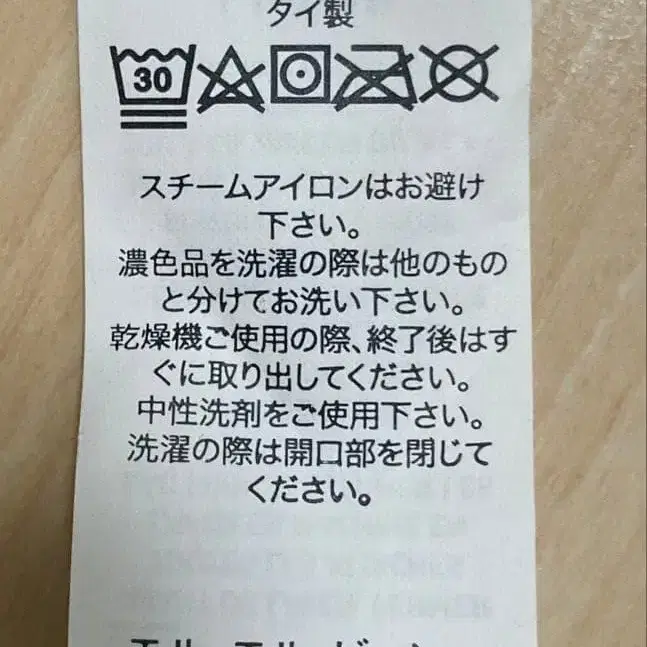 タイ製
30
スチームアイロンはお避け
下さい。
濃色品を洗濯の際は他のもの
と分けてお洗い下さい。
乾燥機ご使用の際、終了後はす
ぐに取り出してください。
中性洗剤をご使用下さい。
洗濯の際は開口部を閉じて
ください。